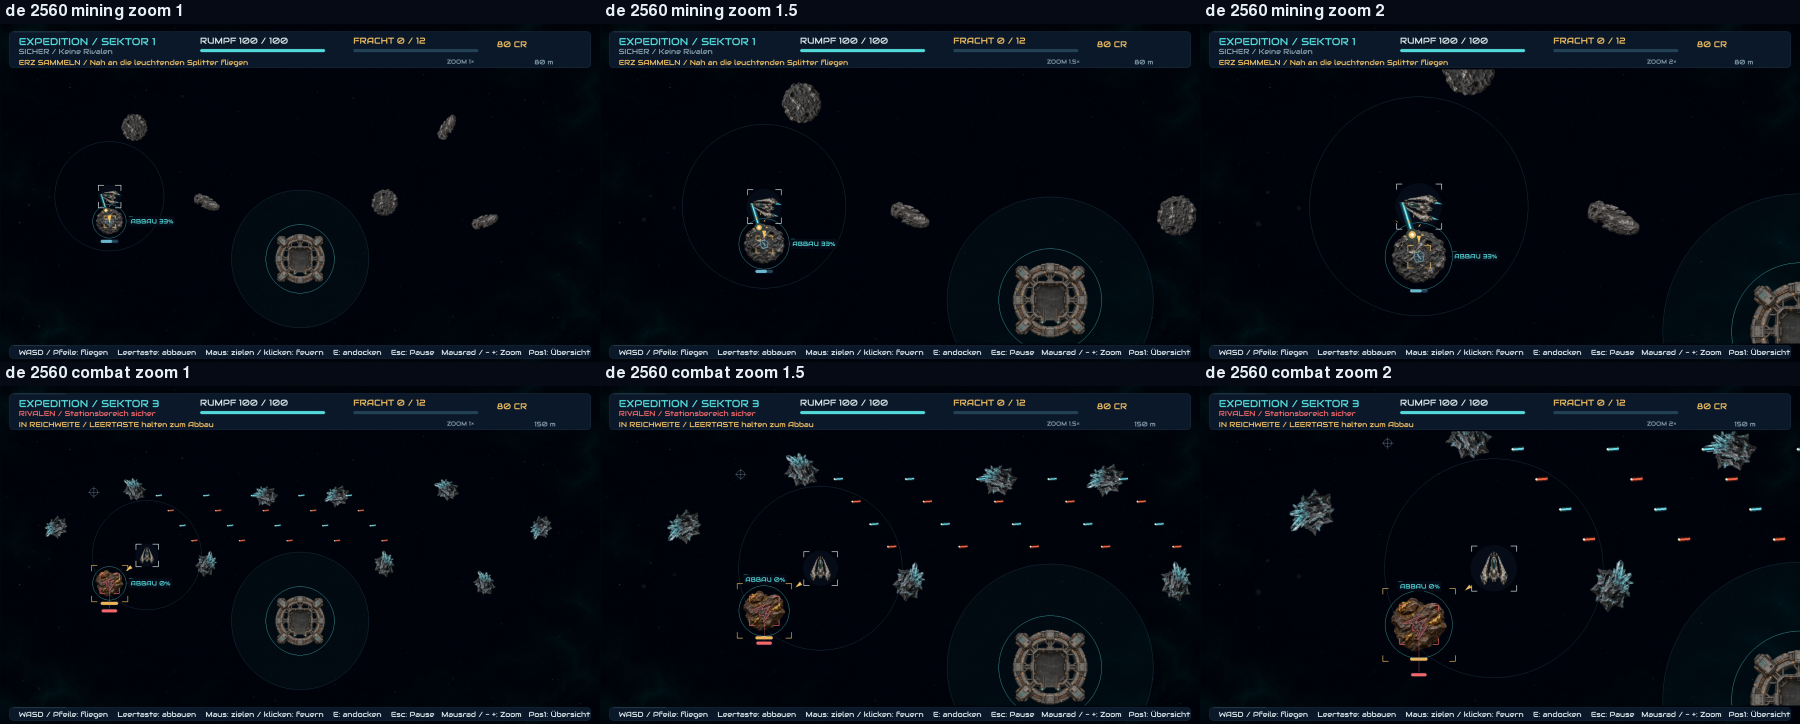 de 2560 mining zoom 1
EXPEDITION / SEKTOR 1
RUMPF 100 / 100
FRACHT 0 / 12
80 CR
SICHER / Keine Rivalen
ERZ SAMMELN / Nah an die leuchtenden Splitter fliegen
ZOOM 1×
80 m
ABBAU 33%
WASD / Pfeile: fliegen Leertaste: abbauen Maus: zielen / klicken: feuern E: andocken Esc: Pause Mausrad / - +: Zoom Pos1: Übersicht
de 2560 mining zoom 1.5
EXPEDITION / SEKTOR 1
RUMPF 100 / 100
FRACHT 0 / 12
80 CR
SICHER / Keine Rivalen
ERZ SAMMELN / Nah an die leuchtenden Splitter fliegen
ZOOM 1.5×
80 m
ABBAU 33%
WASD / Pfeile: fliegen Leertaste: abbauen Maus: zielen / klicken: feuern E: andocken Esc: Pause Mausrad / - +: Zoom Pos1: Übersicht
de 2560 mining zoom 2
EXPEDITION / SEKTOR 1
RUMPF 100 / 100
FRACHT 0 / 12
80 CR
SICHER / Keine Rivalen
ERZ SAMMELN / Nah an die leuchtenden Splitter fliegen
ZOOM 2×
80 m
ABBAU 33%
WASD / Pfeile: fliegen Leertaste: abbauen Maus: zielen / klicken: feuern E: andocken Esc: Pause Mausrad / - +: Zoom Pos1: Übersicht
de 2560 combat zoom 1
EXPEDITION / SEKTOR 3
RUMPF 100 / 100
FRACHT 0 / 12
80 CR
RIVALEN / Stationsbereich sicher
IN REICHWEITE / LEERTASTE halten zum Abbau
ZOOM 1×
150 m
ABBAU 0%
WASD / Pfeile: fliegen Leertaste: abbauen Maus: zielen / klicken: feuern E: andocken Esc: Pause Mausrad / - +: Zoom Pos1: Übersicht
de 2560 combat zoom 1.5
EXPEDITION / SEKTOR 3
RUMPF 100 / 100
FRACHT 0 / 12
80 CR
RIVALEN / Stationsbereich sicher
IN REICHWEITE / LEERTASTE halten zum Abbau
ZOOM 1.5×
150 m
ABBAU 0%
WASD / Pfeile: fliegen Leertaste: abbauen Maus: zielen / klicken: feuern E: andocken Esc: Pause Mausrad / - +: Zoom Pos1: Übersicht
de 2560 combat zoom 2
EXPEDITION / SEKTOR 3
RUMPF 100 / 100
FRACHT 0 / 12
80 CR
RIVALEN / Stationsbereich sicher
IN REICHWEITE / LEERTASTE halten zum Abbau
ZOOM 2×
150 m
ABBAU 0%
WASD / Pfeile: fliegen Leertaste: abbauen Maus: zielen / klicken: feuern E: andocken Esc: Pause Mausrad / - +: Zoom Pos1: Übersicht